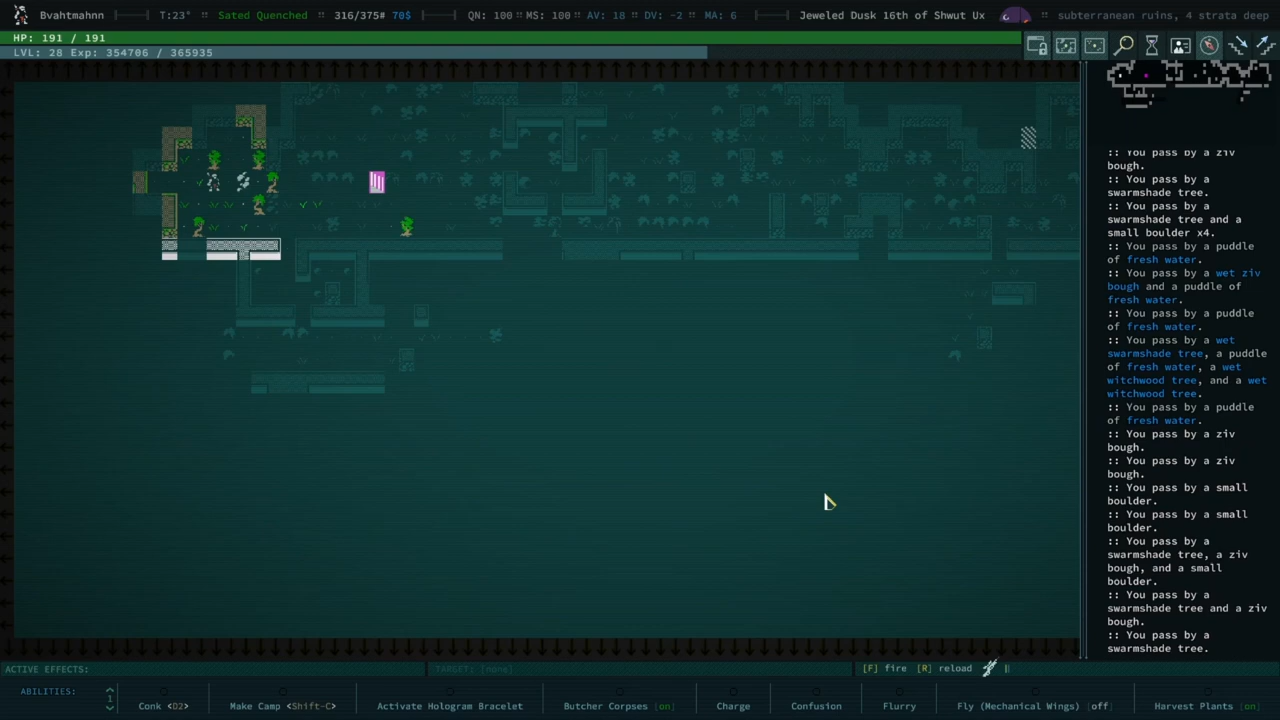 Bvahtmahnn T:23° :: Sated Quenched :: 316/375# 70$ QN: 100 :: MS: 100 :: AV: 18 :: DV: -2 :: MA: 6 Jeweled Dusk 16th of Shwut Ux :: subterranean ruins, 4 strata deep
HP: 191 / 191
LVL: 28 Exp: 354706 / 365935
:: You pass by a ziv
bough.
:: You pass by a
swarmshade tree.
:: You pass by a
swarmshade tree and a
small boulder x4.
:: You pass by a puddle
of fresh water.
:: You pass by a wet ziv
bough and a puddle of
fresh water.
:: You pass by a puddle
of fresh water.
:: You pass by a wet
swarmshade tree, a puddle
of fresh water, a wet
witchwood tree, and a wet
witchwood tree.
:: You pass by a puddle
of fresh water.
:: You pass by a ziv
bough.
:: You pass by a ziv
bough.
:: You pass by a small
boulder.
:: You pass by a small
boulder.
:: You pass by a
swarmshade tree, a ziv
bough, and a small
boulder.
:: You pass by a
swarmshade tree and a ziv
bough.
:: You pass by a
swarmshade tree.
ACTIVE EFFECTS: TARGET: [none] [F] fire [R] reload
ABILITIES: 1 Conk <D2> Make Camp <Shift-C> Activate Hologram Bracelet Butcher Corpses [on] Charge Confusion Flurry Fly (Mechanical Wings) [off] Harvest Plants [on]